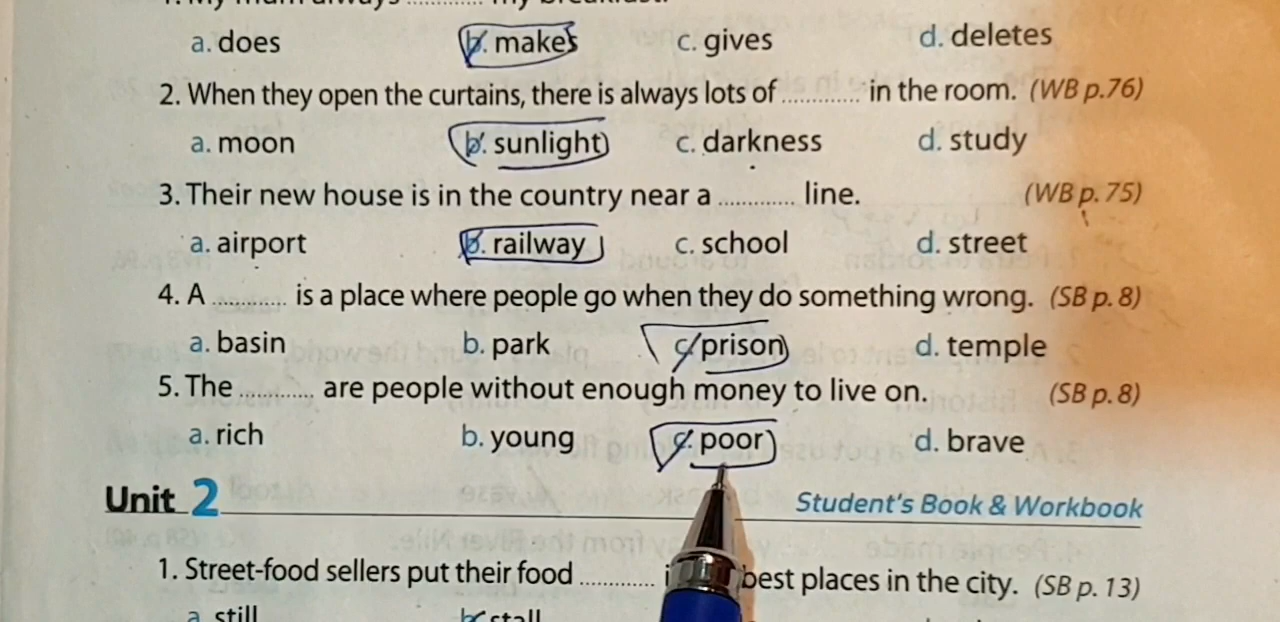 a. does b. makes c. gives d. deletes
2. When they open the curtains, there is always lots of ............ in the room. (WB p.76)
a. moon b. sunlight c. darkness d. study
3. Their new house is in the country near a ............ line. (WB p. 75)
a. airport b. railway c. school d. street
4. A ............ is a place where people go when they do something wrong. (SB p. 8)
a. basin b. park c. prison d. temple
5. The ............ are people without enough money to live on. (SB p. 8)
a. rich b. young c. poor d. brave
Unit 2 Student's Book & Workbook
1. Street-food sellers put their food ............ best places in the city. (SB p. 13)
a still b stall